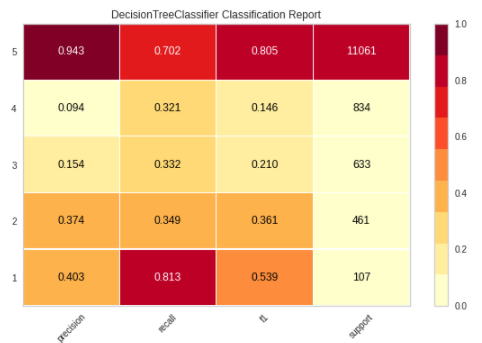 DecisionTreeClassifier Classification Report
5 0.943 0.702 0.805 11061
4 0.094 0.321 0.146 834
3 0.154 0.332 0.210 633
2 0.374 0.349 0.361 461
1 0.403 0.813 0.539 107
precision recall f1 support
1.0
0.8
0.6
0.4
0.2
0.0